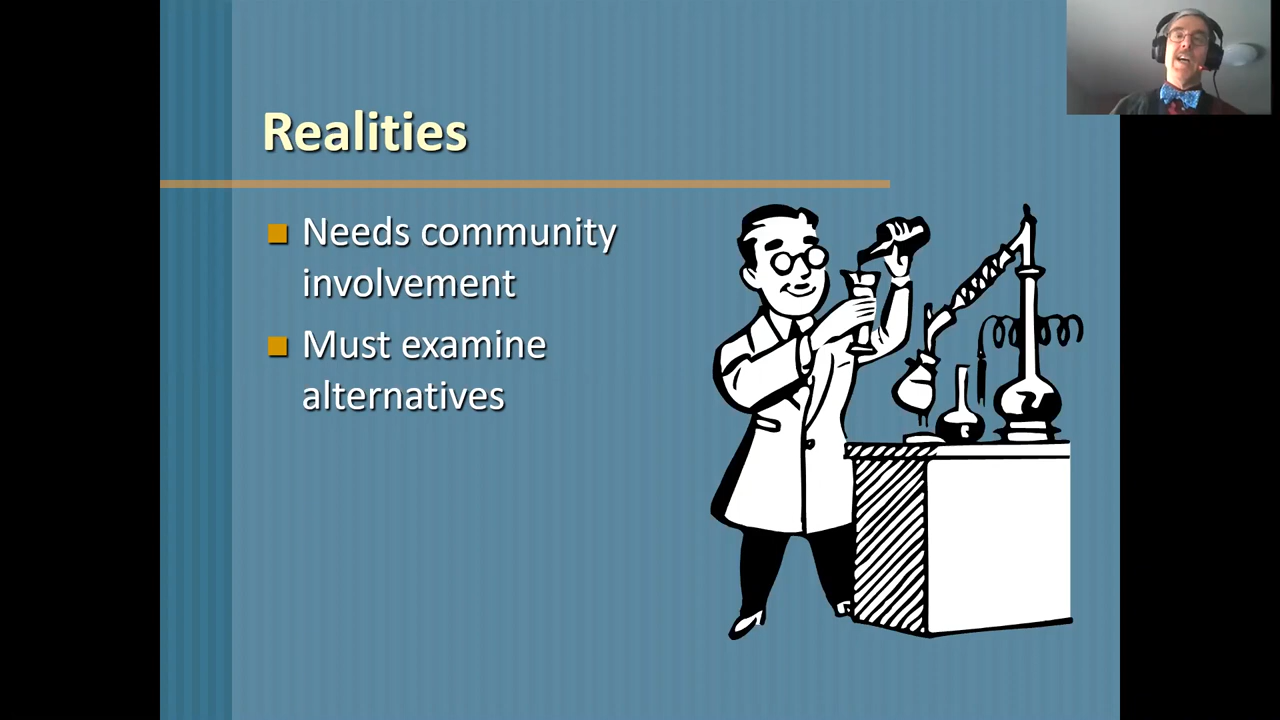 Realities
Needs community
involvement
Must examine
alternatives